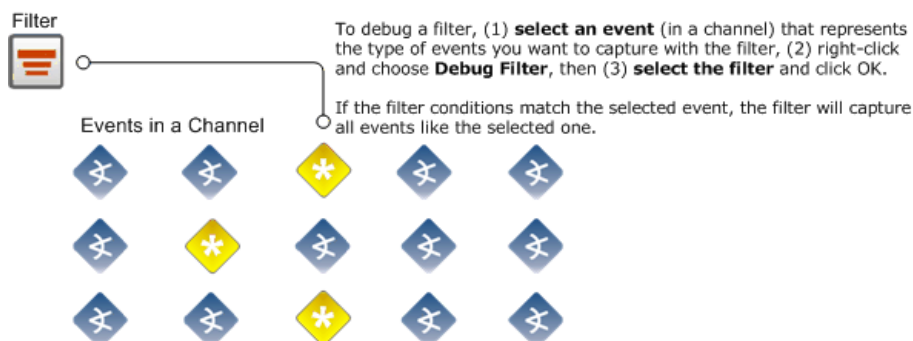 Filter
To debug a filter, (1) select an event (in a channel) that represents
the type of events you want to capture with the filter, (2) right-click
and choose Debug Filter, then (3) select the filter and click OK.
If the filter conditions match the selected event, the filter will capture
all events like the selected one.
Events in a Channel